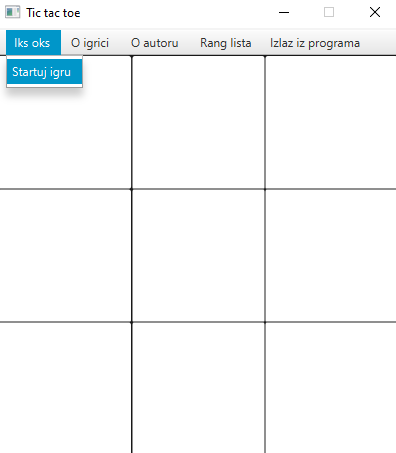 Tic tac toe
Iks oks O igrici O autoru Rang lista Izlaz iz programa
Startuj igru